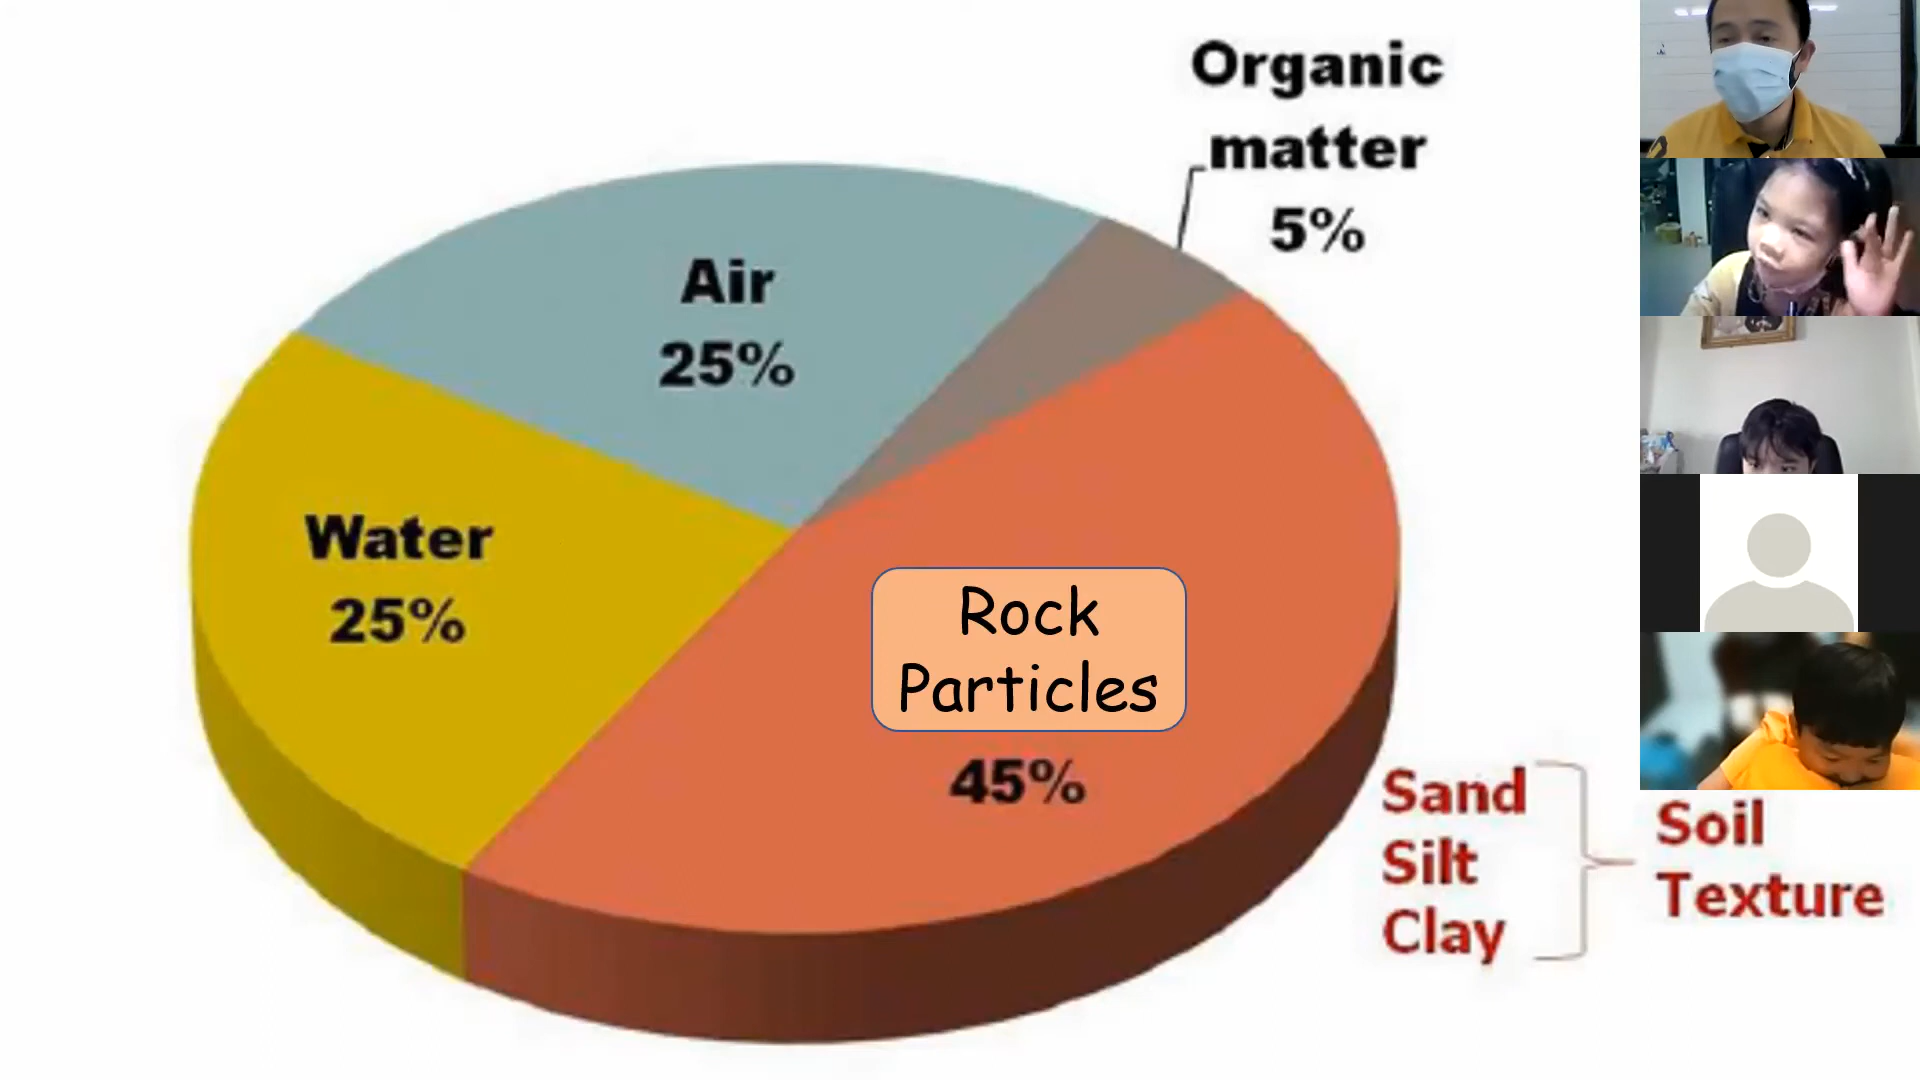 Organic
matter
5%
Air
25%
Water
25%
Rock
Particles
45%
Sand
Silt
Clay
Soil
Texture